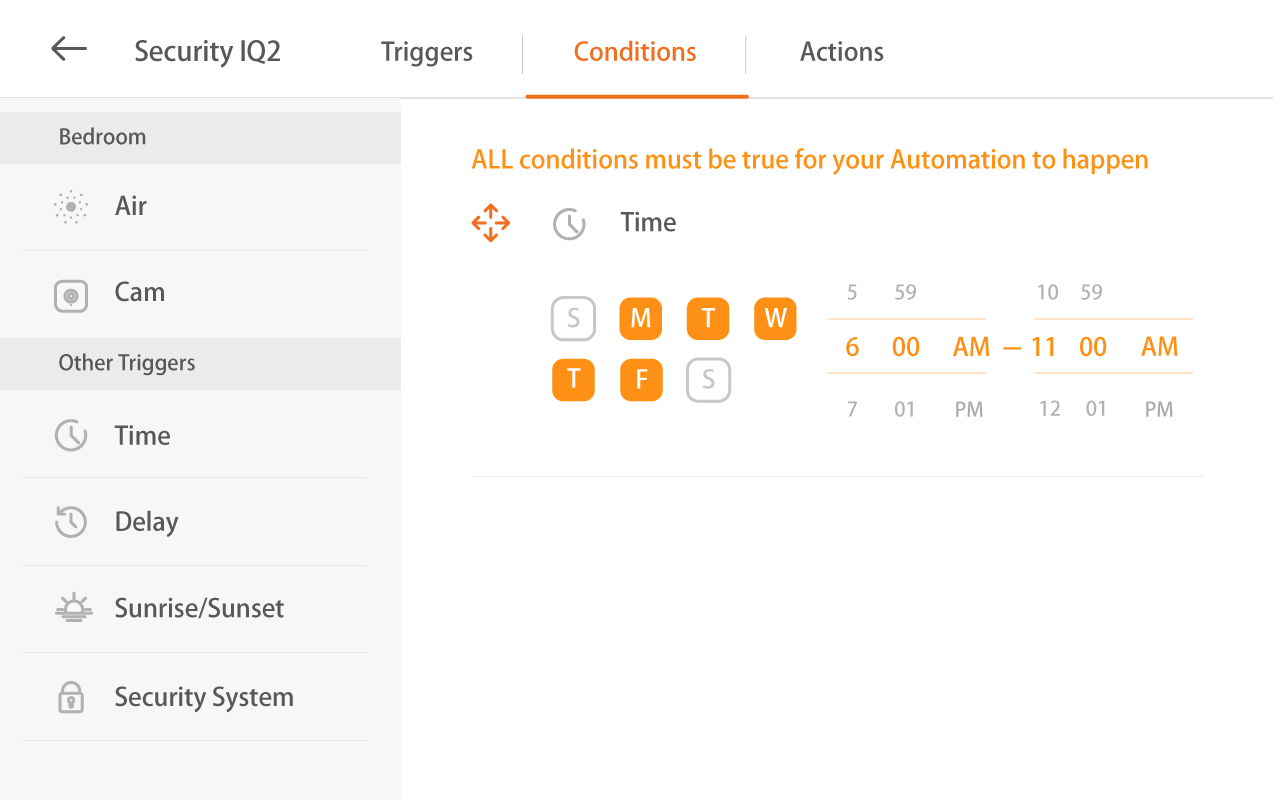 Security IQ2
Triggers
Conditions
Actions
Bedroom
Air
Cam
Other Triggers
Time
Delay
Sunrise/Sunset
Security System
ALL conditions must be true for your Automation to happen
Time
S M T W
T F S
5 59 10 59
6 00 AM — 11 00 AM
7 01 PM 12 01 PM